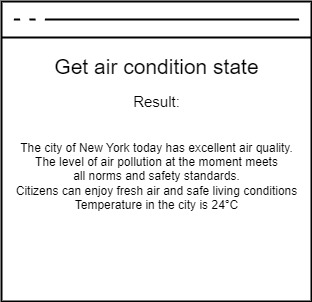 Get air condition state
Result:
The city of New York today has excellent air quality.
The level of air pollution at the moment meets
all norms and safety standards.
Citizens can enjoy fresh air and safe living conditions
Temperature in the city is 24°C